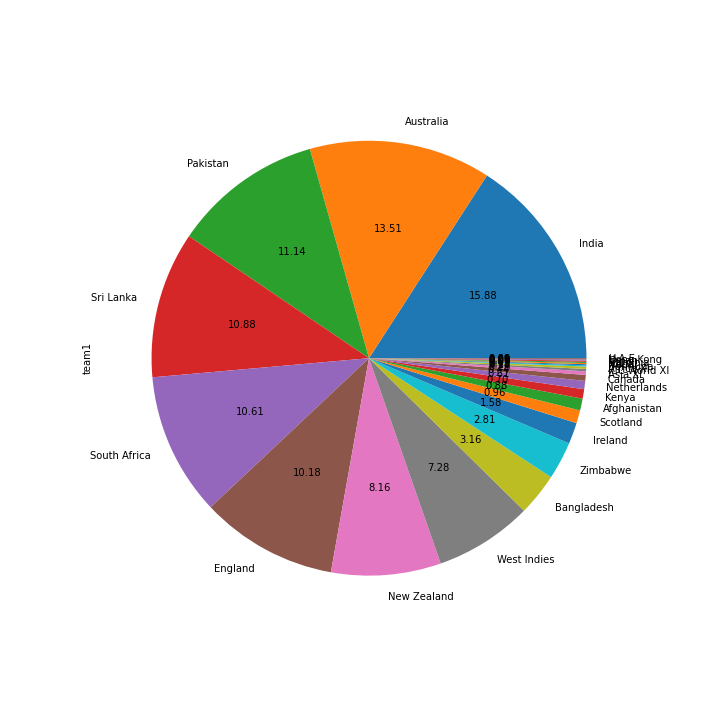 Australia
Pakistan
India
Sri Lanka
South Africa
England
New Zealand
West Indies
Bangladesh
Zimbabwe
Ireland
Scotland
Afghanistan
Kenya
Netherlands
Canada
team1
13.51
11.14
15.88
10.88
10.61
10.18
8.16
7.28
3.16
2.81
1.58
0.96
0.88
0.70